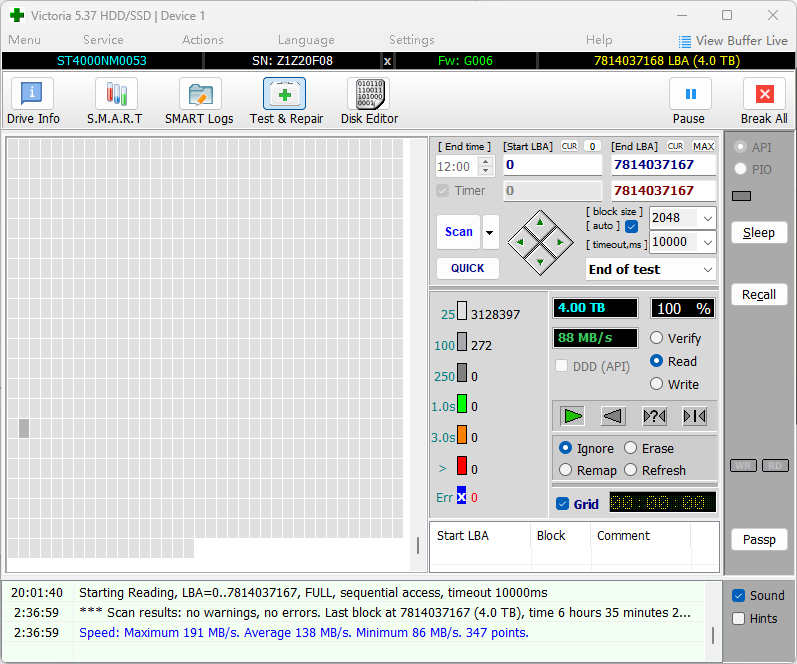 Victoria 5.37 HDD/SSD | Device 1
Menu Service Actions Language Settings Help View Buffer Live
ST4000NM0053 SN: Z1Z20F08 x Fw: G006 7814037168 LBA (4.0 TB)
Drive Info S.M.A.R.T SMART Logs Test & Repair Disk Editor Pause Break All
010110
110011
101000
0001
[ End time ] [Start LBA] CUR 0 [End LBA] CUR MAX
12:00 0 7814037167
Timer 0 7814037167
Scan
QUICK
[ block size ] 2048
[ auto ]
[ timeout,ms ] 10000
End of test
API
PIO
Sleep
Recall
25 3128397
100 272
250 0
1.0s 0
3.0s 0
> 0
Err x 0
4.00 TB 100 %
88 MB/s
Verify
DDD (API) Read
Write
?
Ignore Erase
Remap Refresh
Grid 00:00:00
WR RD
Start LBA Block Comment
Passp
20:01:40 Starting Reading, LBA=0..7814037167, FULL, sequential access, timeout 10000ms
2:36:59 *** Scan results: no warnings, no errors. Last block at 7814037167 (4.0 TB), time 6 hours 35 minutes 2...
2:36:59 Speed: Maximum 191 MB/s. Average 138 MB/s. Minimum 86 MB/s. 347 points.
Sound
Hints